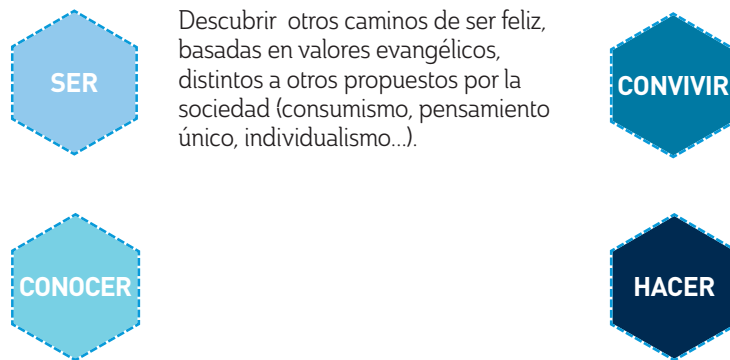 SER
Descubrir otros caminos de ser feliz,
basadas en valores evangélicos,
distintos a otros propuestos por la
sociedad (consumismo, pensamiento
único, individualismo...).
CONVIVIR
CONOCER
HACER